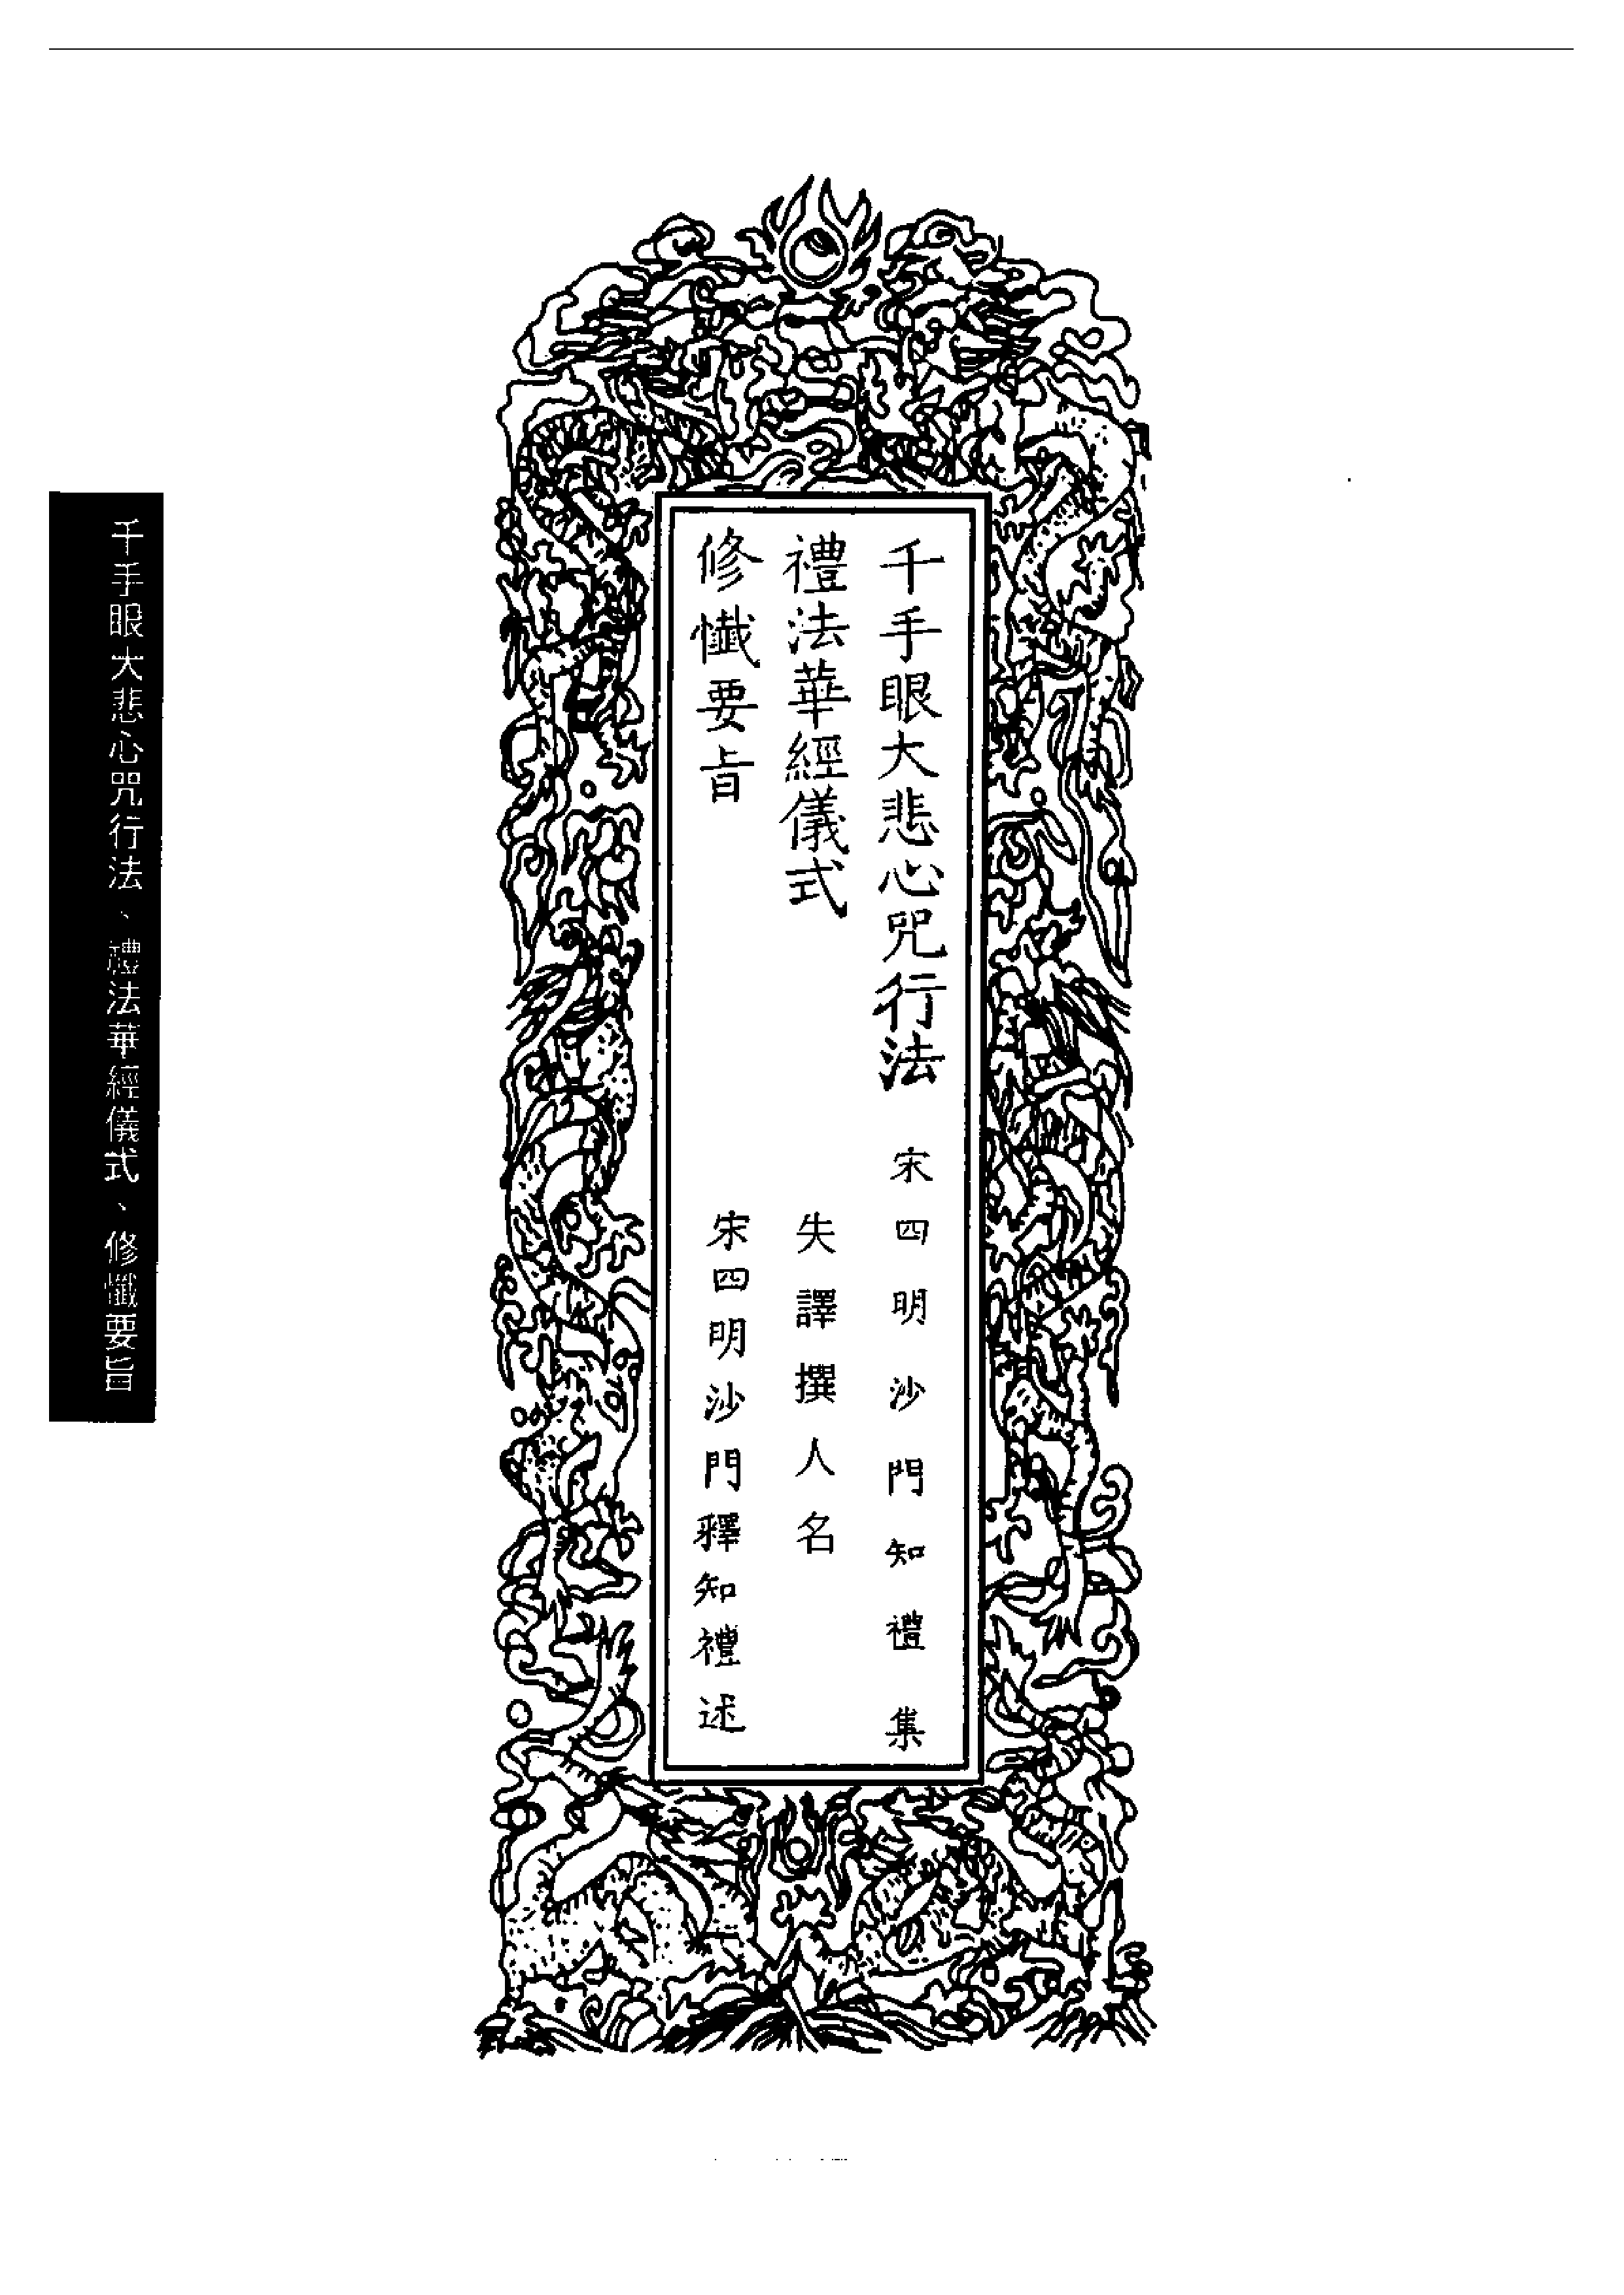 千手眼大悲心咒行法　宋四明沙門知禮集
禮法華經儀式　失譯撰人名
修懺要旨　宋四明沙門釋知禮述
千手眼大悲心咒行法、禮法華經儀式、修懺要旨